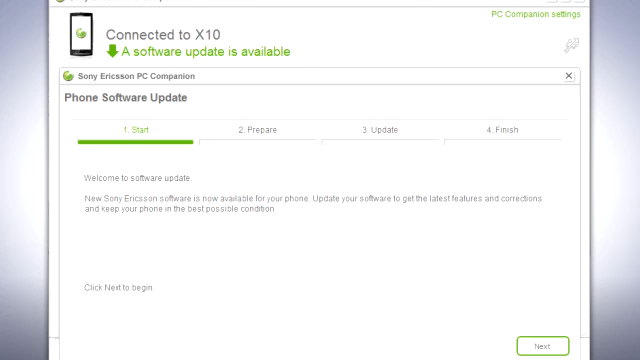 PC Companion settings
Connected to X10
A software update is available
Sony Ericsson PC Companion
Phone Software Update
1. Start
2. Prepare
3. Update
4. Finish
Welcome to software update.
New Sony Ericsson software is now available for your phone. Update your software to get the latest features and corrections
and keep your phone in the best possible condition
Click Next to begin.
Next